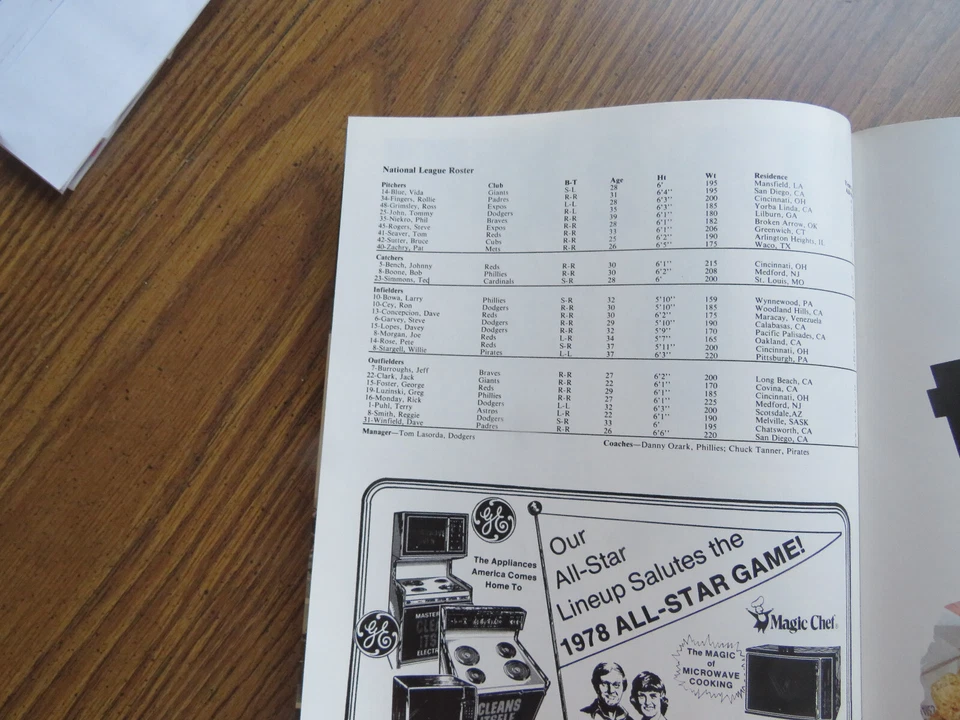 National League Roster
Pitchers Club B-T Age Ht Wt Residence
14-Blue, Vida Giants S-L 28 6' 195 Mansfield, LA
34-Fingers, Rollie Padres R-R 31 6'4" 195 San Diego, CA
48-Grimsley, Ross Expos L-L 28 6'3" 200 Cincinnati, OH
25-John, Tommy Dodgers R-L 35 6'3" 185 Yorba Linda, CA
35-Niekro, Phil Braves R-R 39 6'1" 180 Lilburn, GA
45-Rogers, Steve Expos R-R 28 6'1" 182 Broken Arrow, OK
41-Seaver, Tom Reds R-R 33 6'1" 206 Greenwich, CT
42-Sutter, Bruce Cubs R-R 25 6'2" 190 Arlington Heights, IL
40-Zachry, Pat Mets R-R 26 6'5" 175 Waco, TX
Catchers
5-Bench, Johnny Reds R-R 30 6'1" 215 Cincinnati, OH
8-Boone, Bob Phillies R-R 30 6'2" 208 Medford, NJ
23-Simmons, Ted Cardinals S-R 28 6' 200 St. Louis, MO
Infielders
10-Bowa, Larry Phillies S-R 32 5'10" 159 Wynnewood, PA
10-Cey, Ron Dodgers R-R 30 5'10" 185 Woodland Hills, CA
13-Concepcion, Dave Reds R-R 30 6'2" 175 Maracay, Venezuela
6-Garvey, Steve Dodgers R-R 29 5'10" 190 Calabasas, CA
15-Lopes, Davey Dodgers R-R 32 5'9" 170 Pacific Palisades, CA
8-Morgan, Joe Reds L-R 34 5'7" 165 Oakland, CA
14-Rose, Pete Reds S-R 37 5'11" 200 Cincinnati, OH
8-Stargell, Willie Pirates L-L 37 6'3" 220 Pittsburgh, PA
Outfielders
7-Burroughs, Jeff Braves R-R 27 6'2" 200 Long Beach, CA
22-Clark, Jack Giants R-R 22 6'1" 170 Covina, CA
15-Foster, George Reds R-R 29 6'1" 185 Cincinnati, OH
19-Luzinski, Greg Phillies R-R 27 6'1" 225 Medford, NJ
16-Monday, Rick Dodgers L-L 32 6'3" 200 Scotsdale, AZ
1-Puhl, Terry Astros L-R 22 6'1" 190 Melville, SASK
8-Smith, Reggie Dodgers S-R 33 6' 195 Chatsworth, CA
31-Winfield, Dave Padres R-R 26 6'6" 220 San Diego, CA
Manager—Tom Lasorda, Dodgers Coaches—Danny Ozark, Phillies; Chuck Tanner, Pirates
GE
The Appliances
America Comes
Home To
GE
Our
All-Star
Lineup Salutes the
1978 ALL-STAR GAME!
Magic Chef
The MAGIC
of
MICROWAVE
COOKING
CLEANS
ITSELF